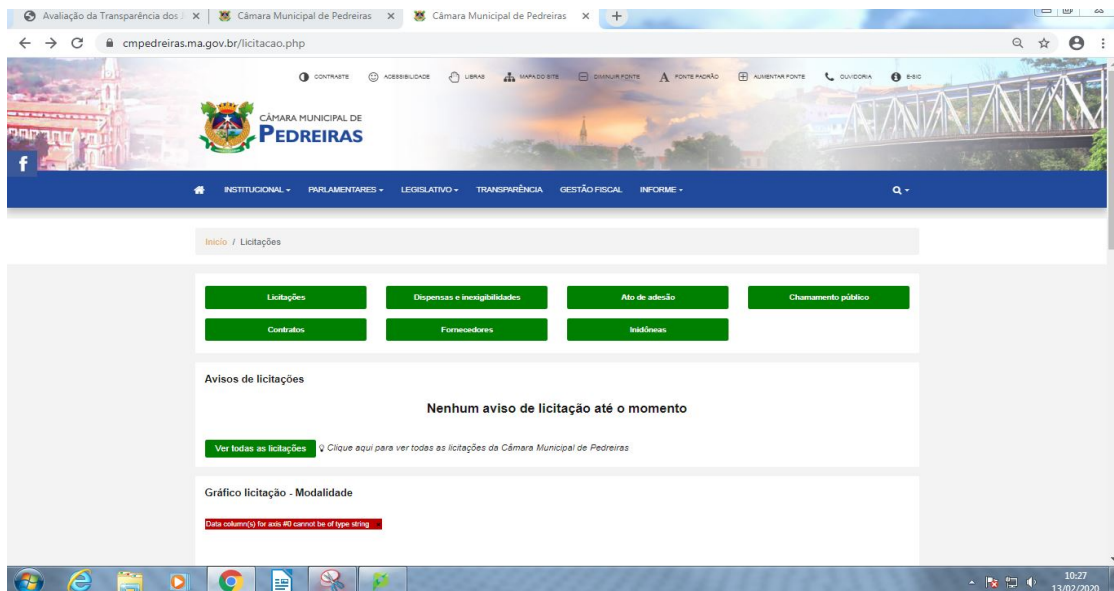 Avaliação da Transparência dos
Câmara Municipal de Pedreiras
Câmara Municipal de Pedreiras
cmpedreiras.ma.gov.br/licitacao.php
CONTRASTE
ACESSIBILIDADE
LIBRAS
MAPA DO SITE
DIMINUIR FONTE
A FONTE PADRÃO
AUMENTAR FONTE
OUVIDORIA
E-SIC
CÂMARA MUNICIPAL DE
PEDREIRAS
f
INSTITUCIONAL
PARLAMENTARES
LEGISLATIVO
TRANSPARÊNCIA
GESTÃO FISCAL
INFORME
Início / Licitações
Licitações
Dispensas e inexigibilidades
Ato de adesão
Chamamento público
Contratos
Fornecedores
Inidôneas
Avisos de licitações
Nenhum aviso de licitação até o momento
Ver todas as licitações
Clique aqui para ver todas as licitações da Câmara Municipal de Pedreiras
Gráfico licitação - Modalidade
Data column(s) for axis #0 cannot be of type string
10:27
13/02/2020